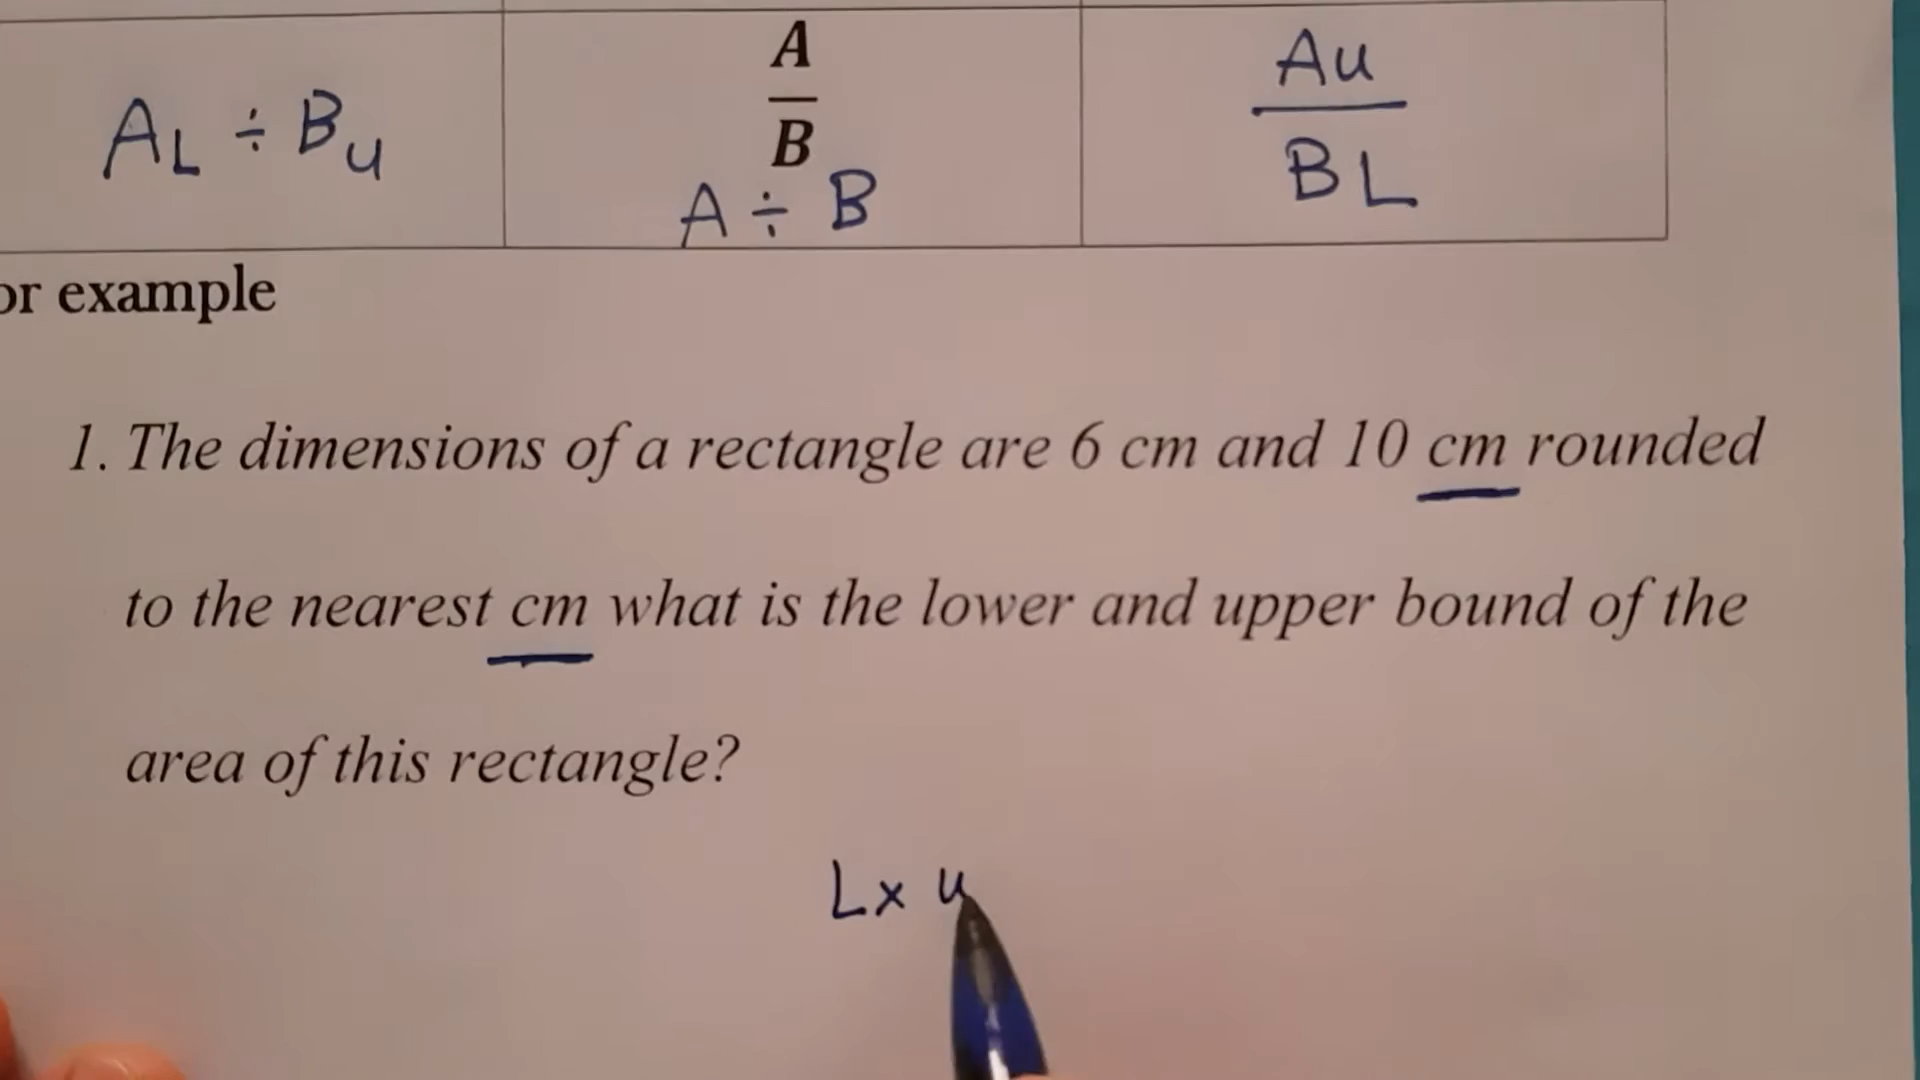 AL ÷ Bu
A
B
A ÷ B
Au
BL
or example
1. The dimensions of a rectangle are 6 cm and 10 cm rounded
to the nearest cm what is the lower and upper bound of the
area of this rectangle?
L x